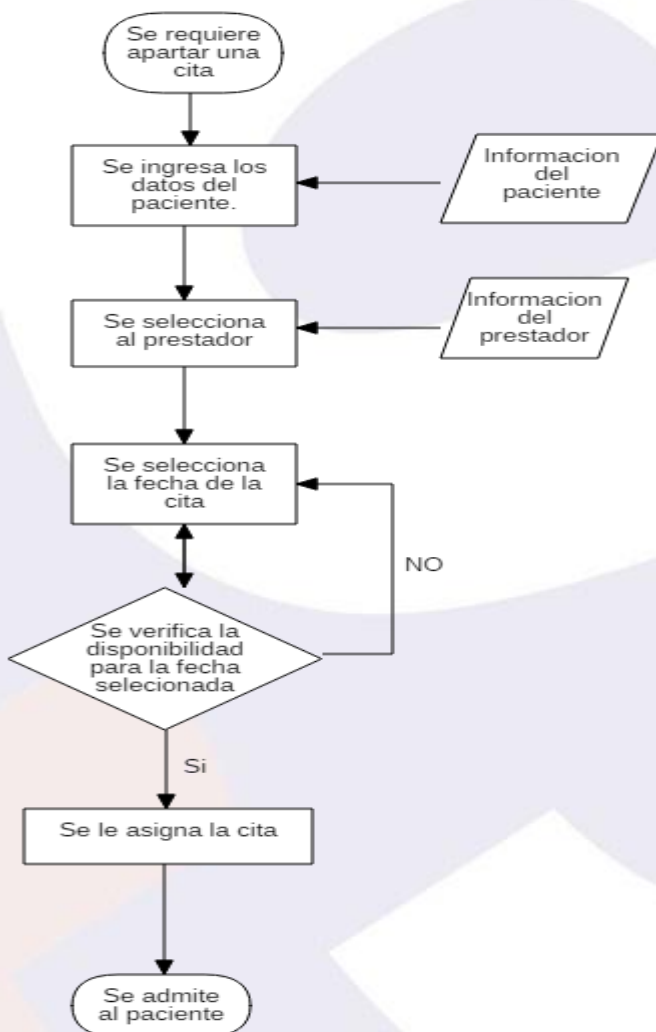 Se requiere
apartar una
cita
Se ingresa los
datos del
paciente.
Informacion
del
paciente
Se selecciona
al prestador
Informacion
del
prestador
Se selecciona
la fecha de la
cita
NO
Se verifica la
disponibilidad
para la fecha
selecionada
Si
Se le asigna la cita
Se admite
al paciente